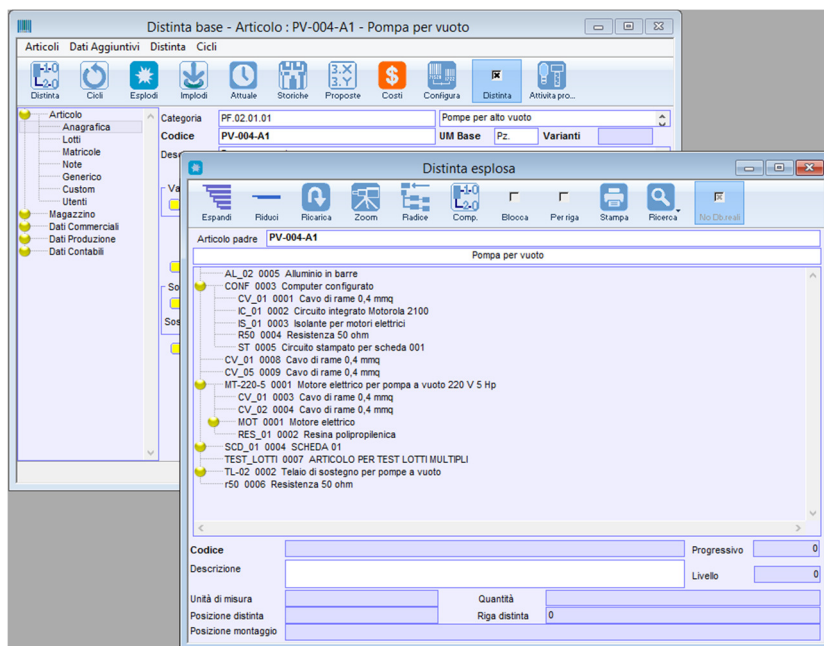 Distinta base - Articolo : PV-004-A1 - Pompa per vuoto
Articoli Dati Aggiuntivi Distinta Cicli
Distinta Cicli Esplodi Implodi Attuale Storiche Proposte Costi Configura Distinta Attivita pro...
Articolo
Anagrafica
Lotti
Matricole
Note
Generico
Custom
Utenti
Magazzino
Dati Commerciali
Dati Produzione
Dati Contabili
Categoria PF.02.01.01 Pompe per alto vuoto
Codice PV-004-A1 UM Base Pz. Varianti
Distinta esplosa
Espandi Riduci Ricarica Zoom Radice Comp. Blocca Per riga Stampa Ricerca No Db reali
Articolo padre PV-004-A1
Pompa per vuoto
AL_02 0005 Alluminio in barre
CONF 0003 Computer configurato
CV_01 0001 Cavo di rame 0,4 mmq
IC_01 0002 Circuito integrato Motorola 2100
IS_01 0003 Isolante per motori elettrici
R50 0004 Resistenza 50 ohm
ST 0005 Circuito stampato per scheda 001
CV_01 0008 Cavo di rame 0,4 mmq
CV_05 0009 Cavo di rame 0,4 mmq
MT-220-5 0001 Motore elettrico per pompa a vuoto 220 V 5 Hp
CV_01 0003 Cavo di rame 0,4 mmq
CV_02 0004 Cavo di rame 0,4 mmq
MOT 0001 Motore elettrico
RES_01 0002 Resina polipropilenica
SCD_01 0004 SCHEDA 01
TEST_LOTTI 0007 ARTICOLO PER TEST LOTTI MULTIPLI
TL-02 0002 Telaio di sostegno per pompe a vuoto
r50 0006 Resistenza 50 ohm
Codice Progressivo 0
Descrizione
Livello 0
Unità di misura Quantità
Posizione distinta Riga distinta 0
Posizione montaggio